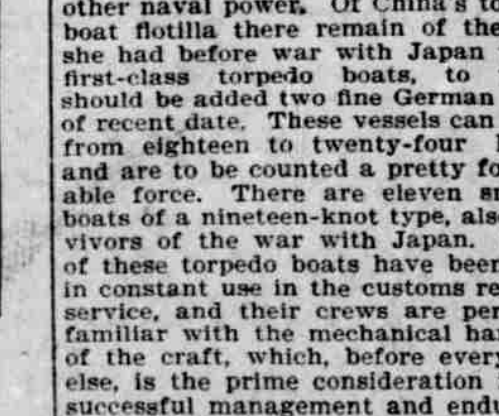 other naval power. Of China's to
boat flotilla there remain of the
she had before war with Japan
first-class torpedo boats, to
should be added two fine German
of recent date. These vessels can
from eighteen to twenty-four
and are to be counted a pretty fo
able force. There are eleven sm
boats of a nineteen-knot type, als
vivors of the war with Japan.
of these torpedo boats have been
in constant use in the customs re
service, and their crews are per
familiar with the mechanical ha
of the craft, which, before every
else, is the prime consideration
successful management and endu